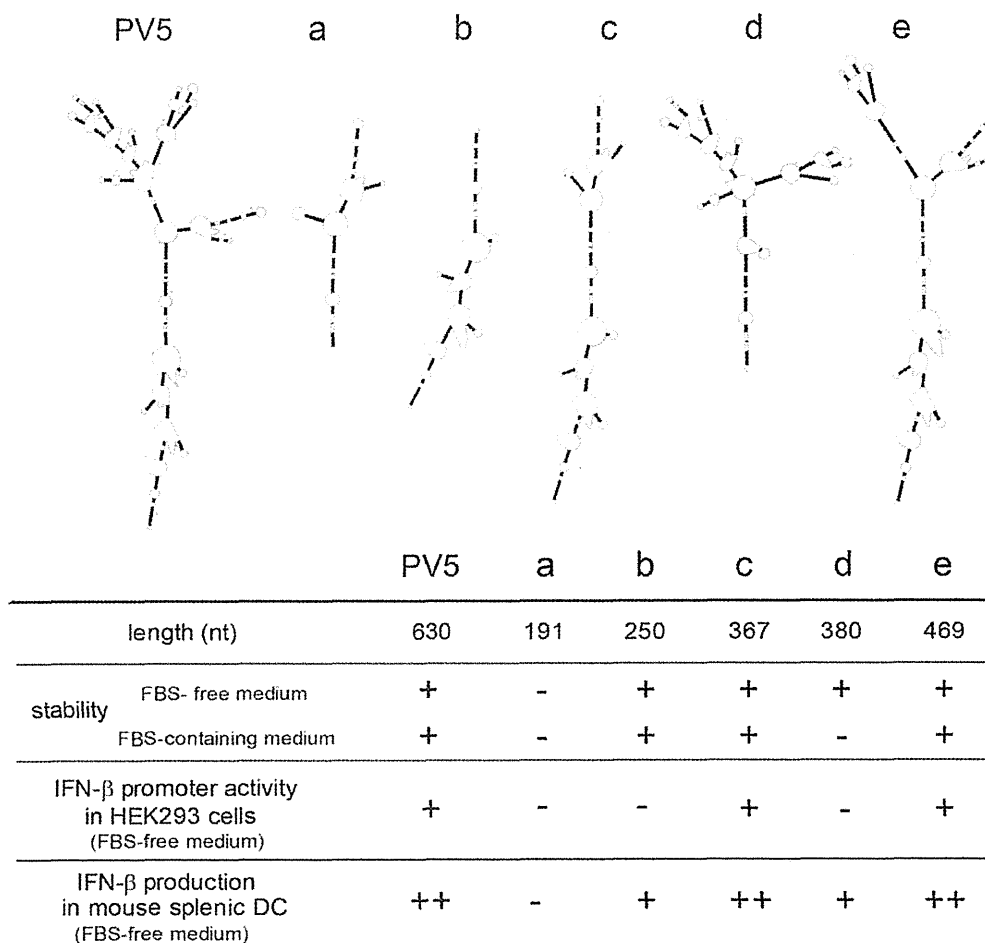 PV5 a b c d e
PV5 a b c d e
length (nt) 630 191 250 367 380 469
stability FBS- free medium + - + + + +
FBS-containing medium + - + + - +
IFN-β promoter activity
in HEK293 cells + - - + - +
(FBS-free medium)
IFN-β production
in mouse splenic DC ++ - + ++ + ++
(FBS-free medium)